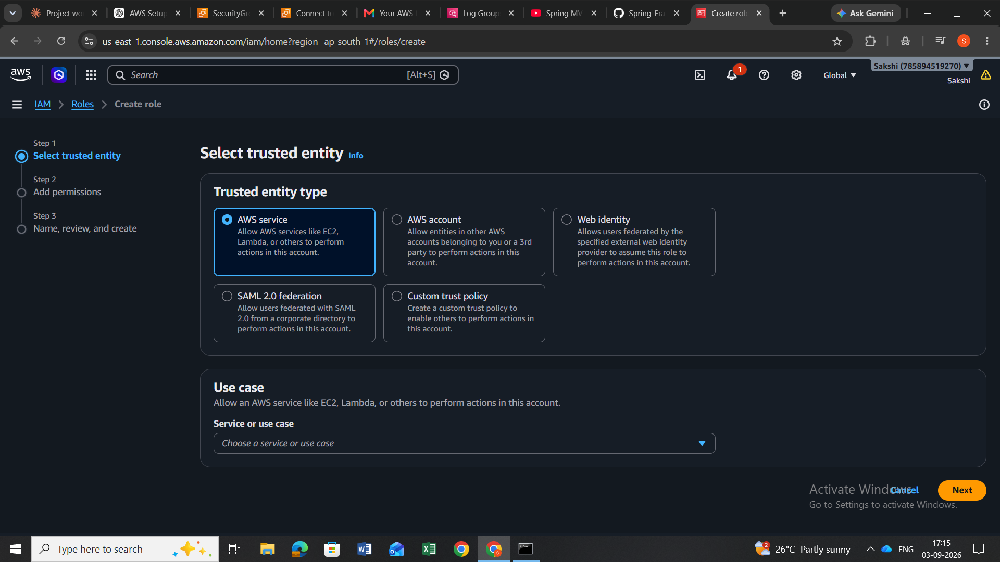 Project wo
AWS Setup
SecurityGr
Connect to
Your AWS
Log Group
Spring MV
Spring-Fra
Create role
Ask Gemini
us-east-1.console.aws.amazon.com/iam/home?region=ap-south-1#/roles/create
S
aws
Search
[Alt+S]
1
Global
Sakshi (785894519270)
Sakshi
IAM
Roles
Create role
Step 1
Select trusted entity
Step 2
Add permissions
Step 3
Name, review, and create
Select trusted entity Info
Trusted entity type
AWS service
Allow AWS services like EC2,
Lambda, or others to perform
actions in this account.
AWS account
Allow entities in other AWS
accounts belonging to you or a 3rd
party to perform actions in this
account.
Web identity
Allows users federated by the
specified external web identity
provider to assume this role to
perform actions in this account.
SAML 2.0 federation
Allow users federated with SAML
2.0 from a corporate directory to
perform actions in this account.
Custom trust policy
Create a custom trust policy to
enable others to perform actions in
this account.
Use case
Allow an AWS service like EC2, Lambda, or others to perform actions in this account.
Service or use case
Choose a service or use case
Cancel
Next
Activate Windows
Go to Settings to activate Windows.
Type here to search
2
26°C Partly sunny
ENG
17:15
03-09-2026